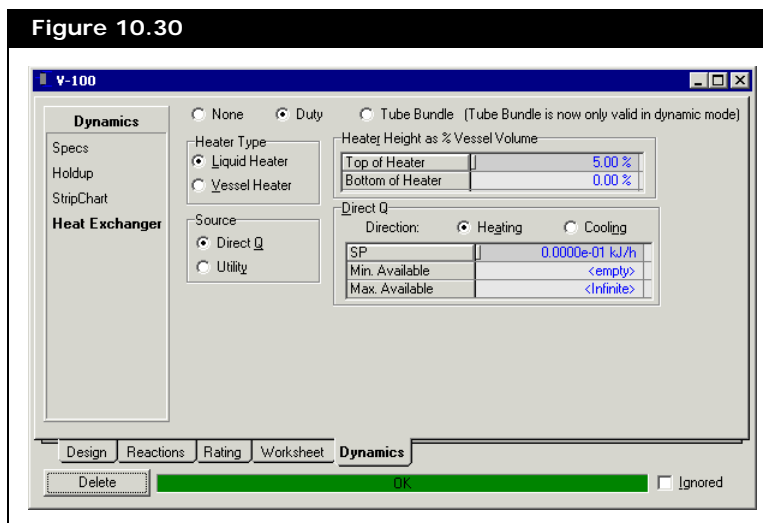 Figure 10.30
V-100
Dynamics
Specs
Holdup
StripChart
Heat Exchanger
None Duty Tube Bundle (Tube Bundle is now only valid in dynamic mode)
Heater Type
Liquid Heater
Vessel Heater
Heater Height as % Vessel Volume
Top of Heater 5.00 %
Bottom of Heater 0.00 %
Source
Direct Q
Utility
Direct Q
Direction: Heating Cooling
SP 0.0000e-01 kJ/h
Min. Available <empty>
Max. Available <Infinite>
Design Reactions Rating Worksheet Dynamics
Delete OK Ignored